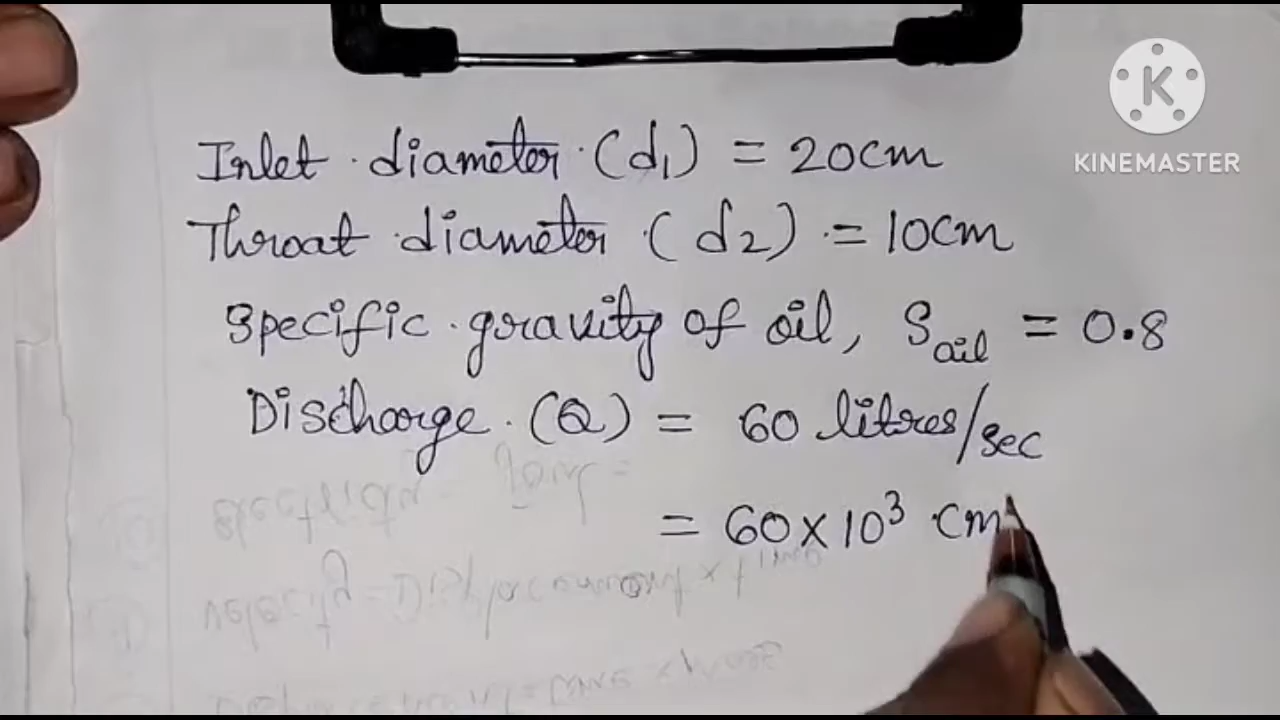 K
KINEMASTER
Inlet diameter (d1) = 20cm
Throat diameter (d2) = 10cm
Specific gravity of oil, Soil = 0.8
Discharge (Q) = 60 litres/sec
= 60 × 10³ cm